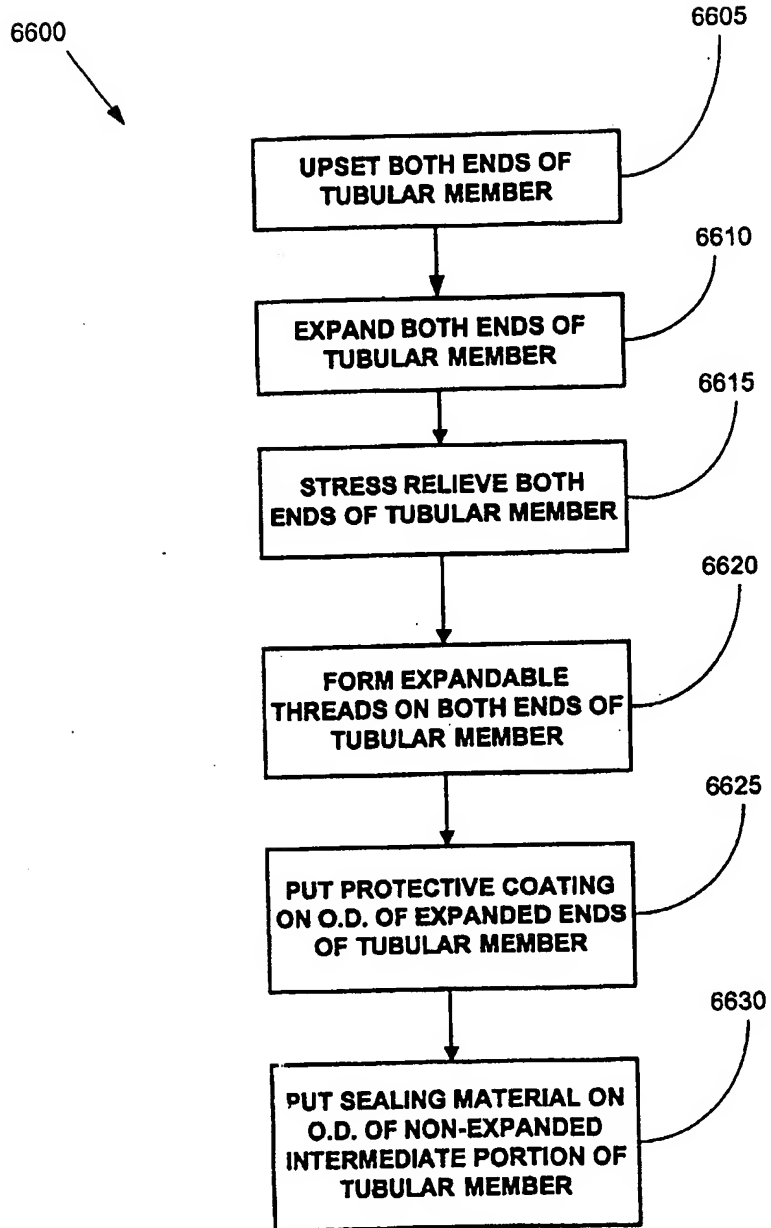 6600
6605
UPSET BOTH ENDS OF
TUBULAR MEMBER
6610
EXPAND BOTH ENDS OF
TUBULAR MEMBER
6615
STRESS RELIEVE BOTH
ENDS OF TUBULAR MEMBER
6620
FORM EXPANDABLE
THREADS ON BOTH ENDS OF
TUBULAR MEMBER
6625
PUT PROTECTIVE COATING
ON O.D. OF EXPANDED ENDS
OF TUBULAR MEMBER
6630
PUT SEALING MATERIAL ON
O.D. OF NON-EXPANDED
INTERMEDIATE PORTION OF
TUBULAR MEMBER